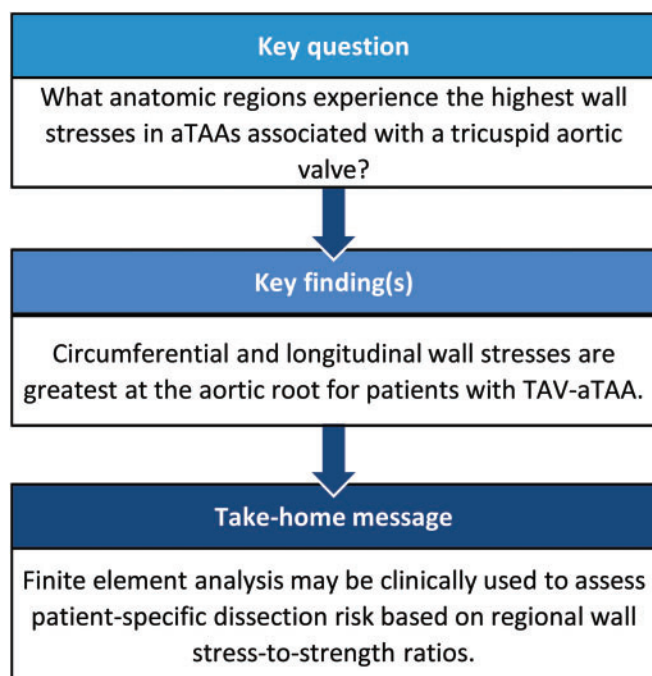 Key question
What anatomic regions experience the highest wall
stresses in aTAAs associated with a tricuspid aortic
valve?
Key finding(s)
Circumferential and longitudinal wall stresses are
greatest at the aortic root for patients with TAV-aTAA.
Take-home message
Finite element analysis may be clinically used to assess
patient-specific dissection risk based on regional wall
stress-to-strength ratios.